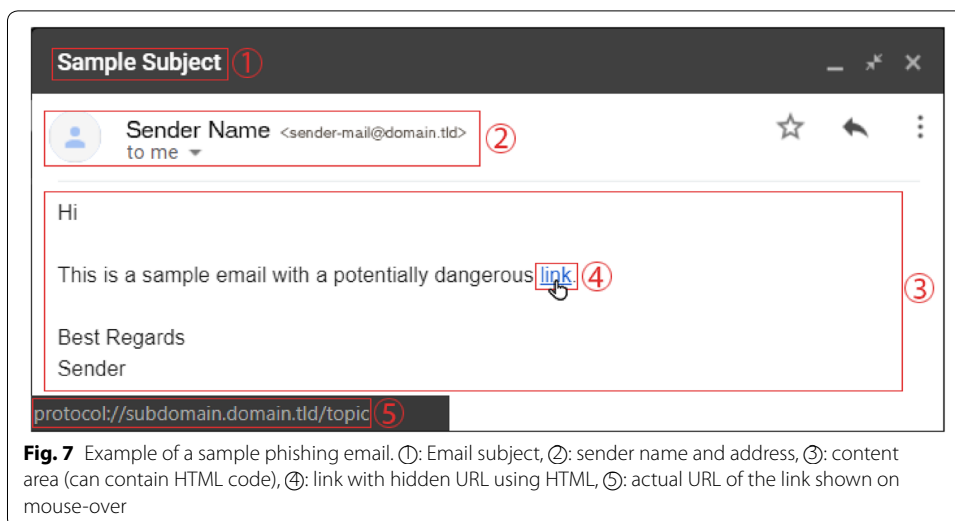 Sample Subject ①
Sender Name <sender-mail@domain.tld> ②
to me
Hi
This is a sample email with a potentially dangerous link. ④
③
Best Regards
Sender
protocol://subdomain.domain.tld/topic ⑤
Fig. 7 Example of a sample phishing email. ①: Email subject, ②: sender name and address, ③: content
area (can contain HTML code), ④: link with hidden URL using HTML, ⑤: actual URL of the link shown on
mouse-over